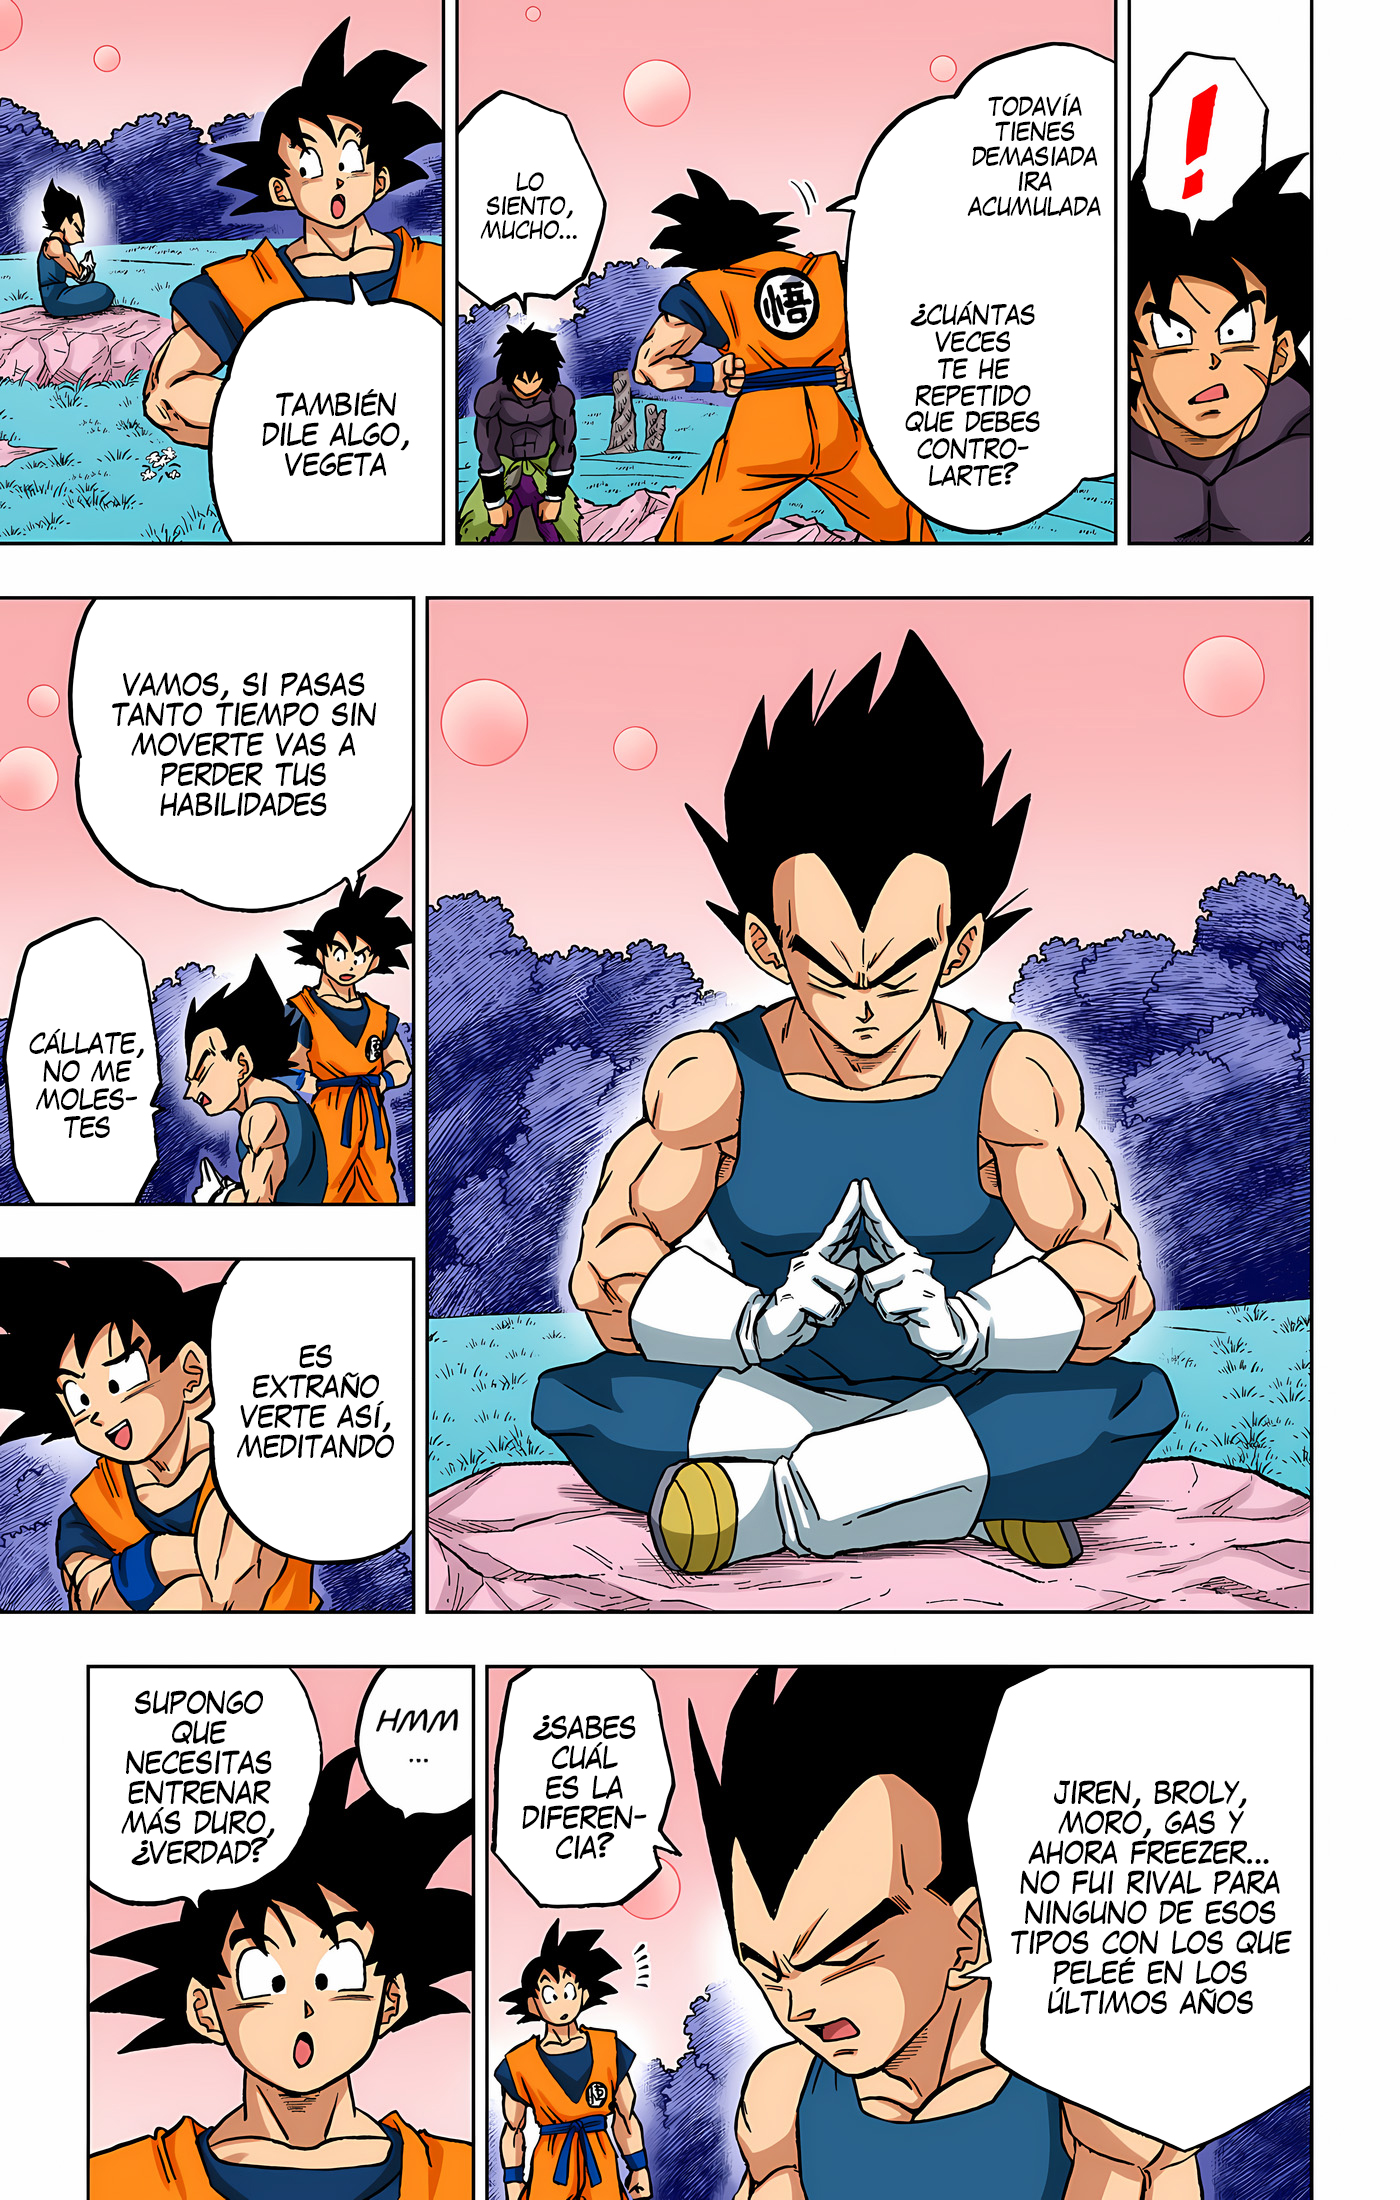 !
TODAVÍA
TIENES
DEMASIADA
IRA
ACUMULADA
¿CUÁNTAS
VECES
TE HE
REPETIDO
QUE DEBES
CONTRO-
LARTE?
LO
SIENTO,
MUCHO...
悟
TAMBIÉN
DILE ALGO,
VEGETA
VAMOS, SI PASAS
TANTO TIEMPO SIN
MOVERTE VAS A
PERDER TUS
HABILIDADES
CÁLLATE,
NO ME
MOLES-
TES
ES
EXTRAÑO
VERTE ASÍ,
MEDITANDO
JIREN, BROLY,
MORO, GAS Y
AHORA FREEZER...
NO FUI RIVAL PARA
NINGUNO DE ESOS
TIPOS CON LOS QUE
PELEÉ EN LOS
ÚLTIMOS AÑOS
¿SABES
CUÁL
ES LA
DIFEREN-
CIA?
HMM
...
SUPONGO
QUE
NECESITAS
ENTRENAR
MÁS DURO,
¿VERDAD?